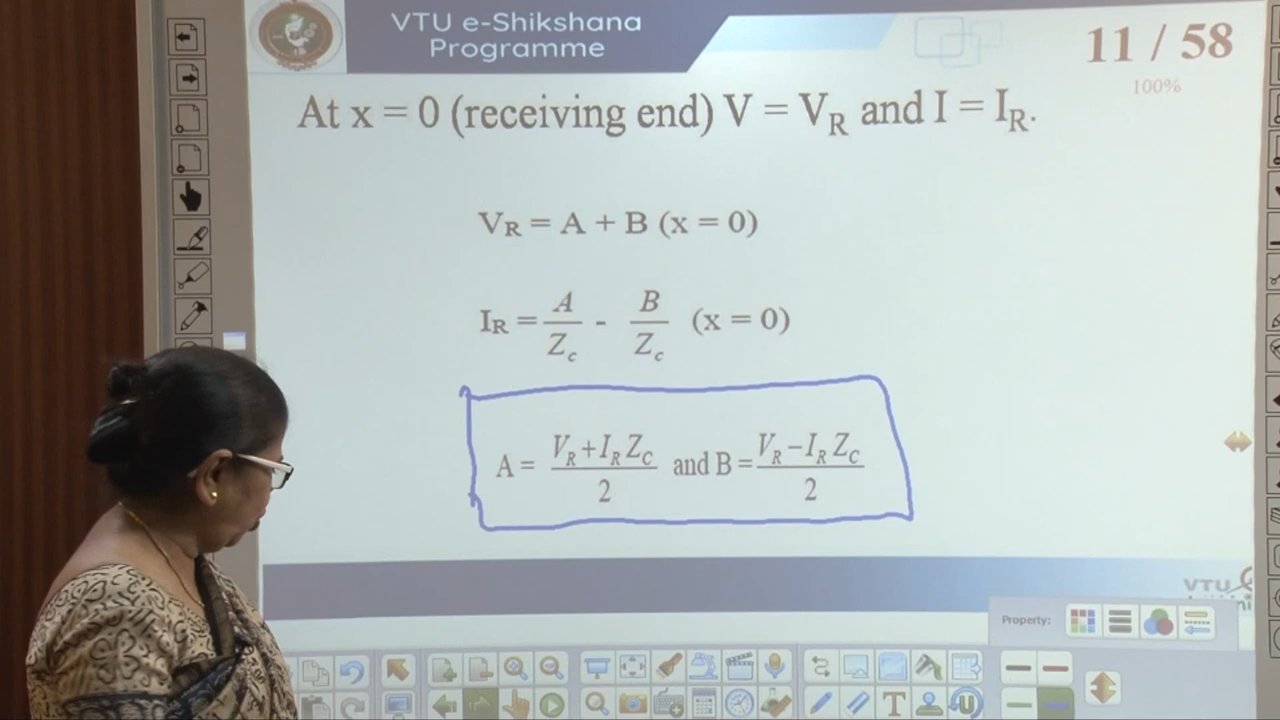 VTU e-Shikshana
Programme
11 / 58
100%
At x = 0 (receiving end) V = V_R and I = I_R.
V_R = A + B (x = 0)
I_R = A/Z_c - B/Z_c (x = 0)
A = (V_R+I_R Z_C)/2 and B = (V_R−I_R Z_C)/2
VTU
Property: